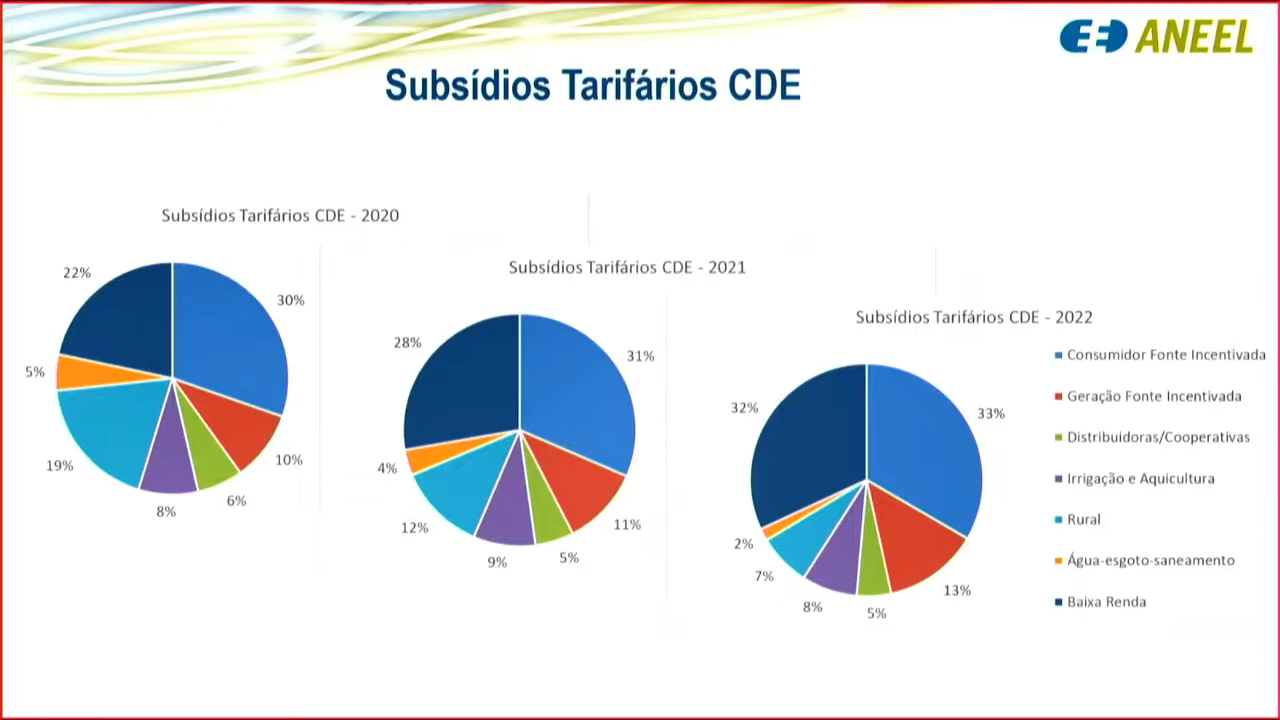 ANEEL
Subsídios Tarifários CDE
Subsídios Tarifários CDE - 2020
22%
30%
5%
19%
10%
6%
8%
Subsídios Tarifários CDE - 2021
28%
31%
4%
12%
11%
9%
5%
Subsídios Tarifários CDE - 2022
32%
33%
2%
7%
13%
8%
5%
Consumidor Fonte Incentivada
Geração Fonte Incentivada
Distribuidoras/Cooperativas
Irrigação e Aquicultura
Rural
Água-esgoto-saneamento
Baixa Renda